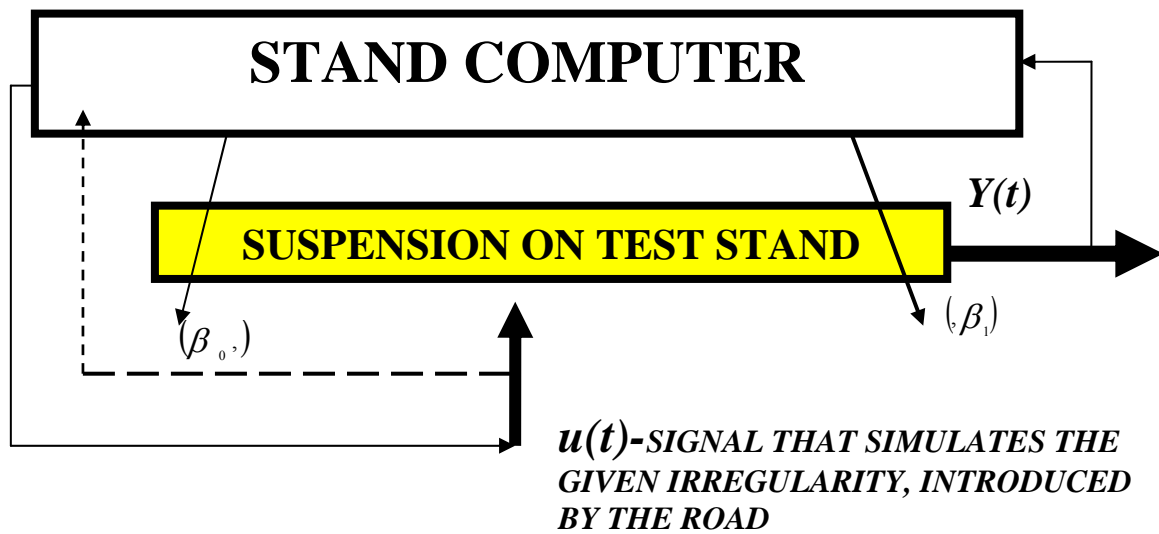 STAND COMPUTER
Y(t)
SUSPENSION ON TEST STAND
(β₀,)
(,β₁)
u(t)-SIGNAL THAT SIMULATES THE
GIVEN IRREGULARITY, INTRODUCED
BY THE ROAD